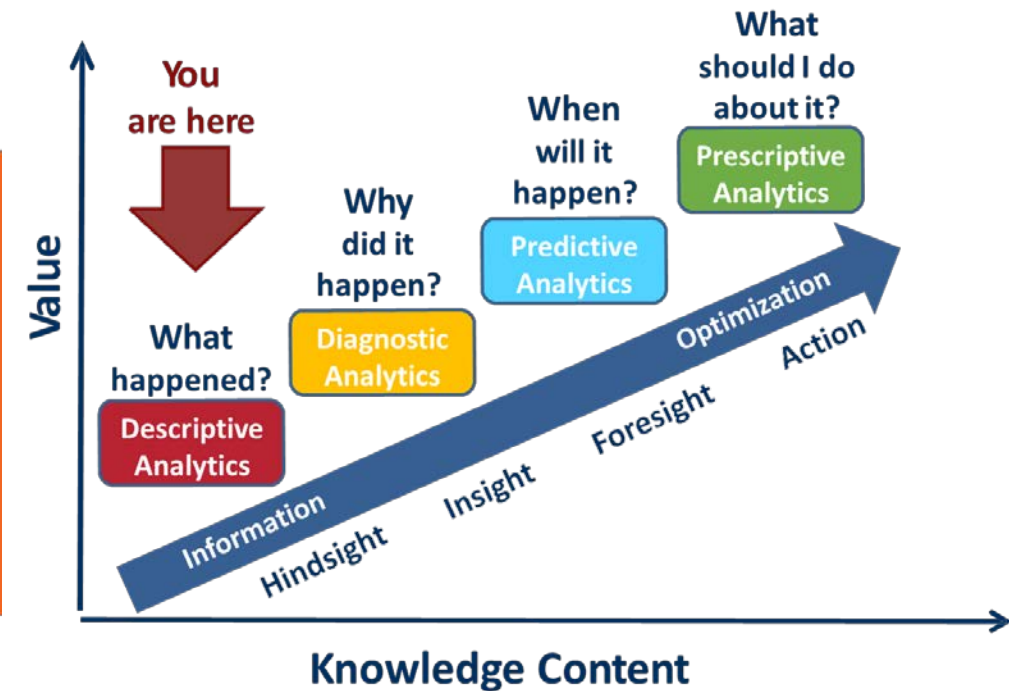 What
should I do
about it?
Prescriptive
Analytics
You
are here
When
will it
happen?
Predictive
Analytics
Why
did it
happen?
Diagnostic
Analytics
What
happened?
Descriptive
Analytics
Value
Information
Optimization
Hindsight
Insight
Foresight
Action
Knowledge Content